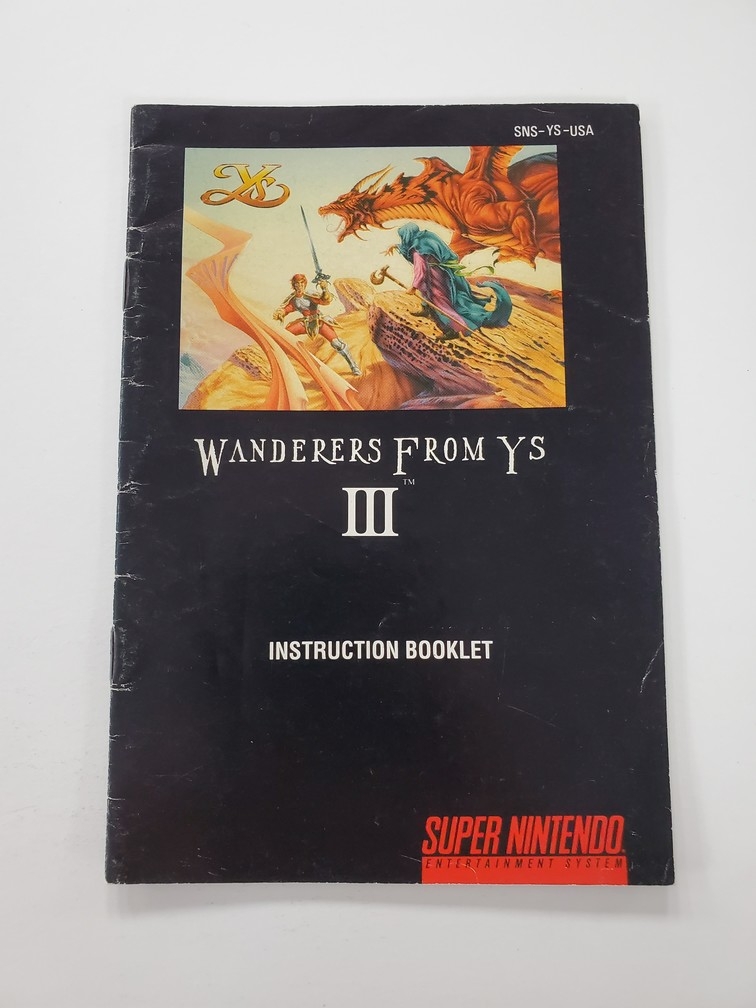 SNS-YS-USA
Ys
WANDERERS FROM YS
III™
INSTRUCTION BOOKLET
SUPER NINTENDO
ENTERTAINMENT SYSTEM